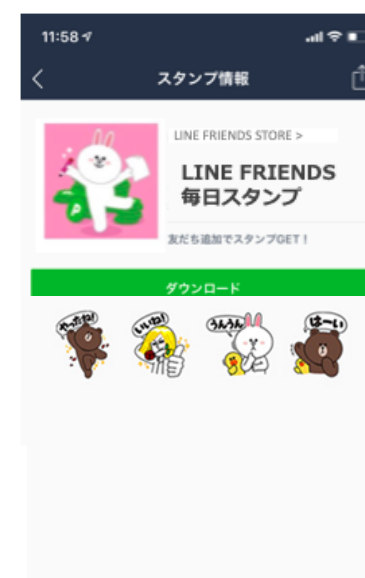 11:58
スタンプ情報
LINE FRIENDS STORE >
LINE FRIENDS
毎日スタンプ
友だち追加でスタンプGET！
ダウンロード
やったね!
いいね!
うんうん
はーい